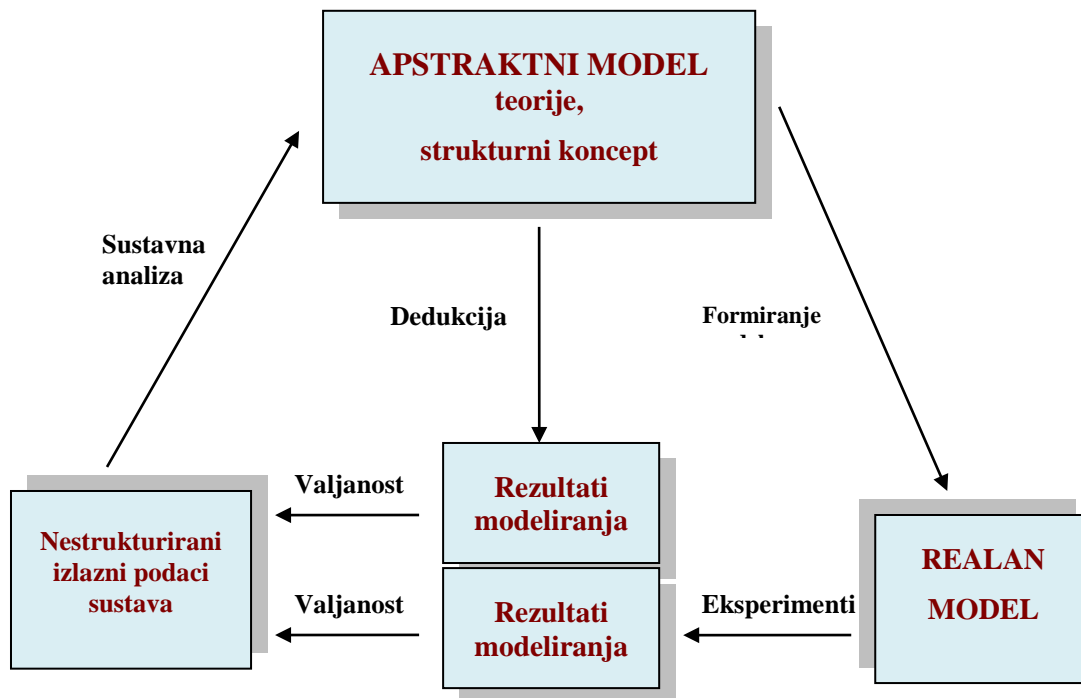 APSTRAKTNI MODEL
teorije,
strukturni koncept
Sustavna
analiza
Dedukcija
Formiranje
Valjanost
Rezultati
modeliranja
Nestrukturirani
izlazni podaci
sustava
REALAN
MODEL
Valjanost
Rezultati
modeliranja
Eksperimenti